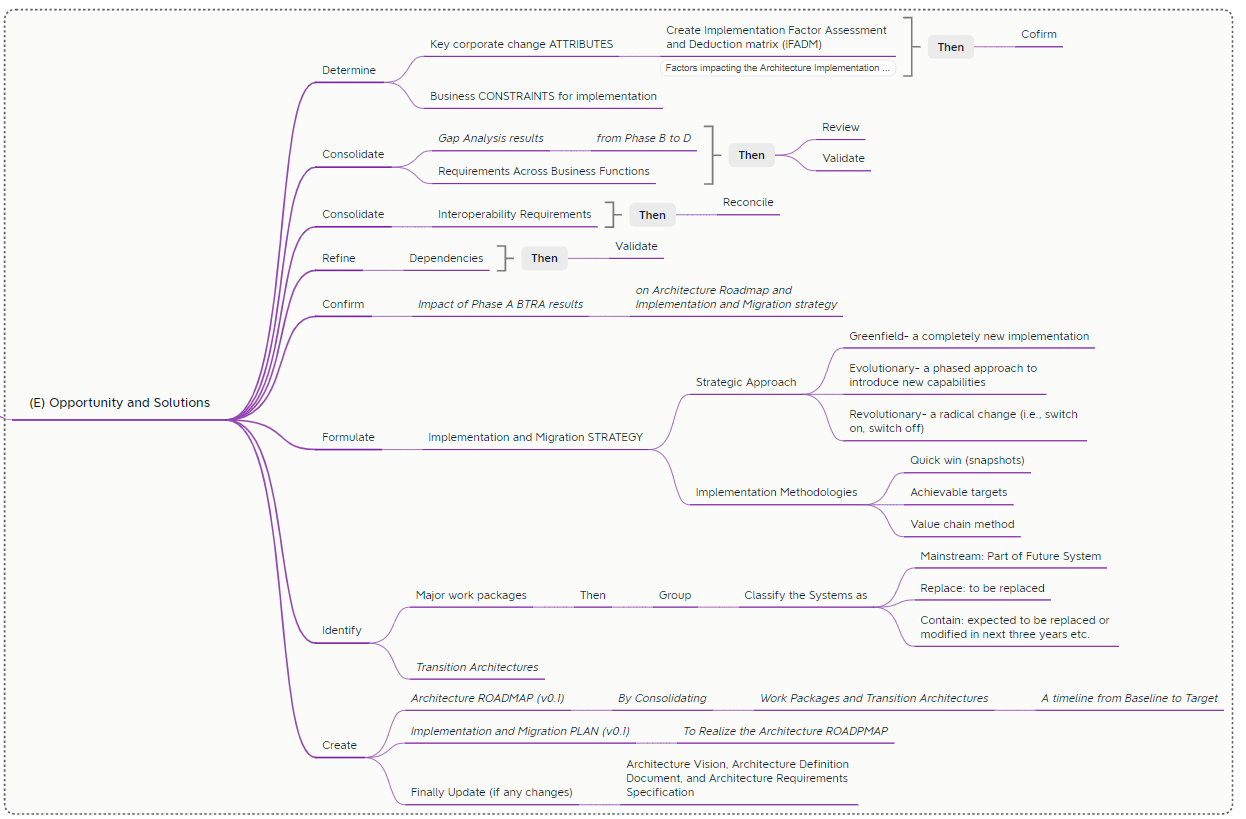 (E) Opportunity and Solutions
Determine
Key corporate change ATTRIBUTES
Create Implementation Factor Assessment
and Deduction matrix (IFADM)
Factors impacting the Architecture Implementation ...
Then
Cofirm
Business CONSTRAINTS for implementation
Consolidate
Gap Analysis results
from Phase B to D
Requirements Across Business Functions
Then
Review
Validate
Consolidate
Interoperability Requirements
Then
Reconcile
Refine
Dependencies
Then
Validate
Confirm
Impact of Phase A BTRA results
on Architecture Roadmap and
Implementation and Migration strategy
Formulate
Implementation and Migration STRATEGY
Strategic Approach
Greenfield- a completely new implementation
Evolutionary- a phased approach to
introduce new capabilities
Revolutionary- a radical change (i.e., switch
on, switch off)
Implementation Methodologies
Quick win (snapshots)
Achievable targets
Value chain method
Identify
Major work packages
Then
Group
Classify the Systems as
Mainstream: Part of Future System
Replace: to be replaced
Contain: expected to be replaced or
modified in next three years etc.
Transition Architectures
Create
Architecture ROADMAP (v0.1)
By Consolidating
Work Packages and Transition Architectures
A timeline from Baseline to Target
Implementation and Migration PLAN (v0.1)
To Realize the Architecture ROADPMAP
Finally Update (if any changes)
Architecture Vision, Architecture Definition
Document, and Architecture Requirements
Specification